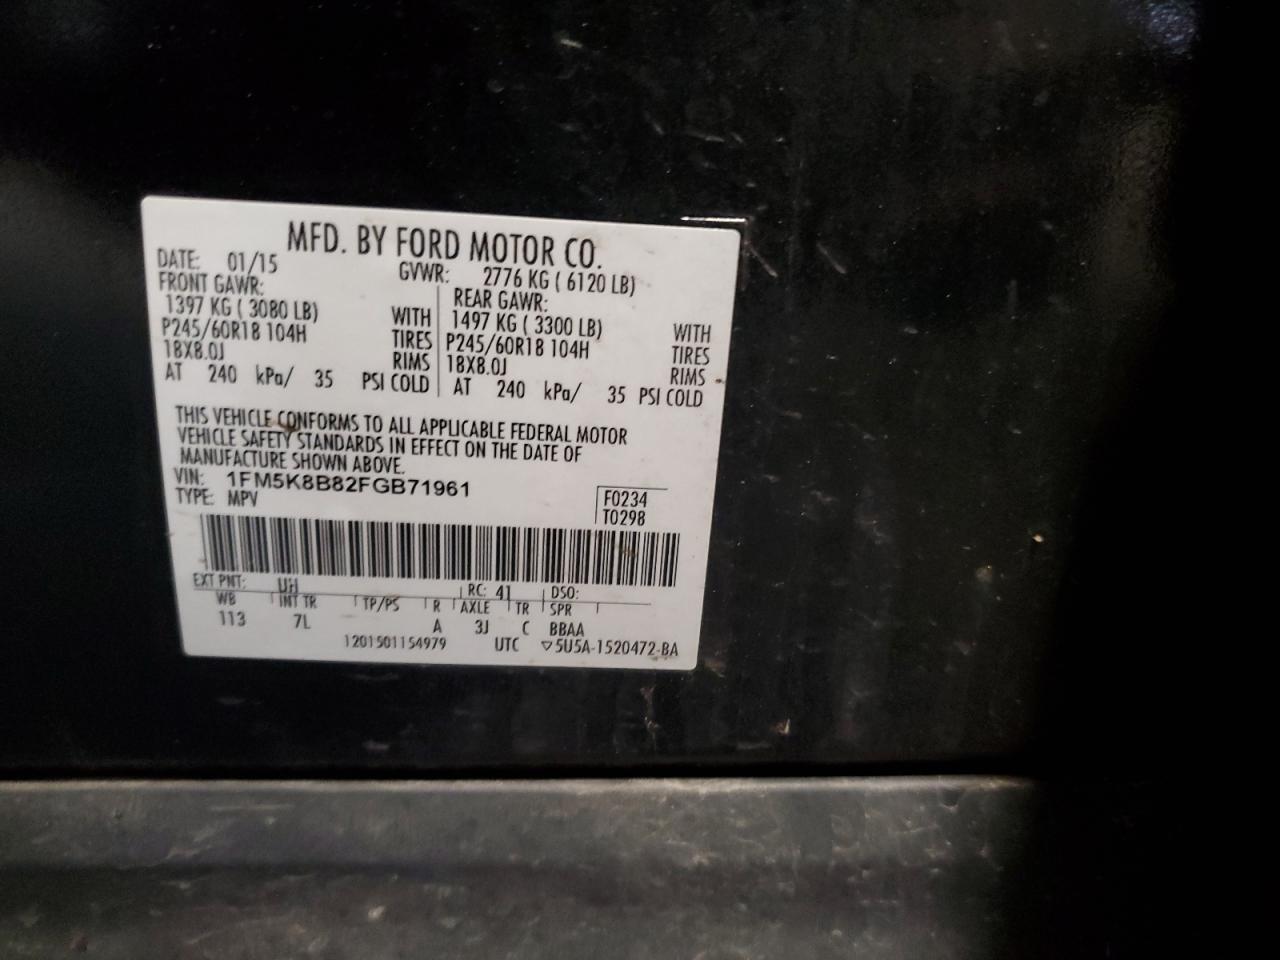 MFD. BY FORD MOTOR CO.
DATE: 01/15 GVWR: 2776 KG ( 6120 LB)
FRONT GAWR: REAR GAWR:
1397 KG ( 3080 LB) WITH 1497 KG ( 3300 LB) WITH
P245/60R18 104H TIRES P245/60R18 104H TIRES
18X8.0J RIMS 18X8.0J RIMS
AT 240 kPa/ 35 PSI COLD AT 240 kPa/ 35 PSI COLD
THIS VEHICLE CONFORMS TO ALL APPLICABLE FEDERAL MOTOR
VEHICLE SAFETY STANDARDS IN EFFECT ON THE DATE OF
MANUFACTURE SHOWN ABOVE.
VIN: 1FM5K8B82FGB71961 F0234
TYPE: MPV T0298
EXT PNT: UH RC: 41 DSO:
WB INT TR TP/PS R AXLE TR SPR
113 7L A 3J C BBAA
1201501154979 UTC ▽5U5A-1520472-BA